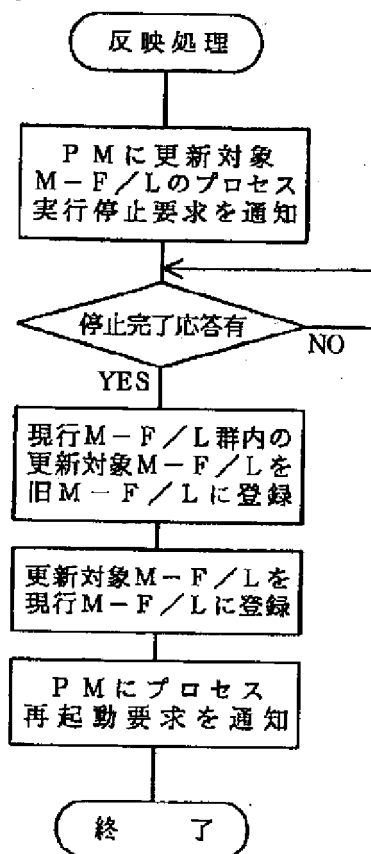 反映処理
PMに更新対象
M-F/Lのプロセス
実行停止要求を通知
停止完了応答有
NO
YES
現行M-F/L群内の
更新対象M-F/Lを
旧M-F/Lに登録
更新対象M-F/Lを
現行M-F/Lに登録
PMにプロセス
再起動要求を通知
終了